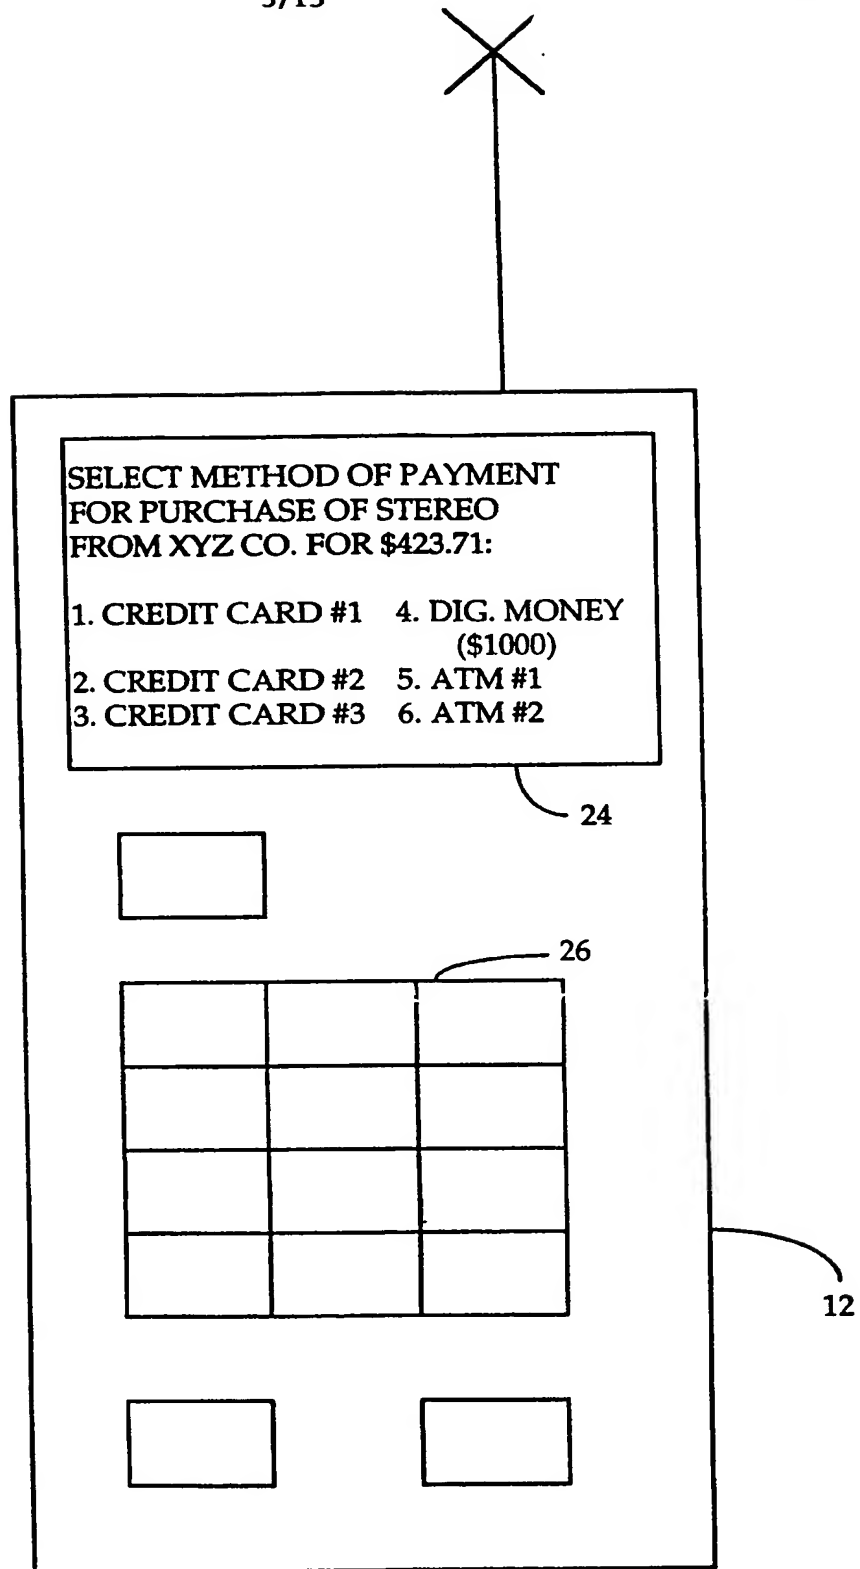 SELECT METHOD OF PAYMENT
FOR PURCHASE OF STEREO
FROM XYZ CO. FOR $423.71:
1. CREDIT CARD #1 4. DIG. MONEY
($1000)
2. CREDIT CARD #2 5. ATM #1
3. CREDIT CARD #3 6. ATM #2
24
26
12